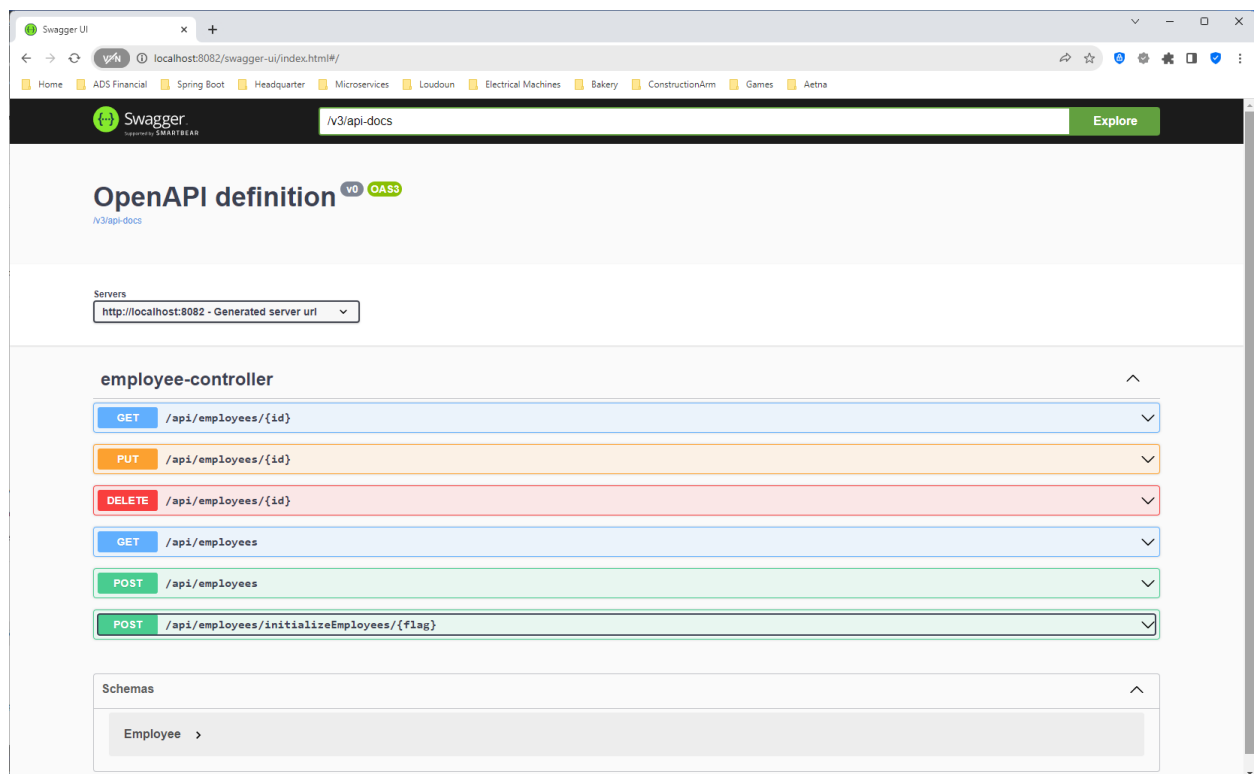 Swagger UI
VPN localhost:8082/swagger-ui/index.html#/
Home ADS Financial Spring Boot Headquarter Microservices Loudoun Electrical Machines Bakery ConstructionArm Games Aetna
Swagger. /v3/api-docs Explore
Supported by SMARTBEAR
OpenAPI definition v0 OAS3
/v3/api-docs
Servers
http://localhost:8082 - Generated server url
employee-controller
GET /api/employees/{id}
PUT /api/employees/{id}
DELETE /api/employees/{id}
GET /api/employees
POST /api/employees
POST /api/employees/initializeEmployees/{flag}
Schemas
Employee